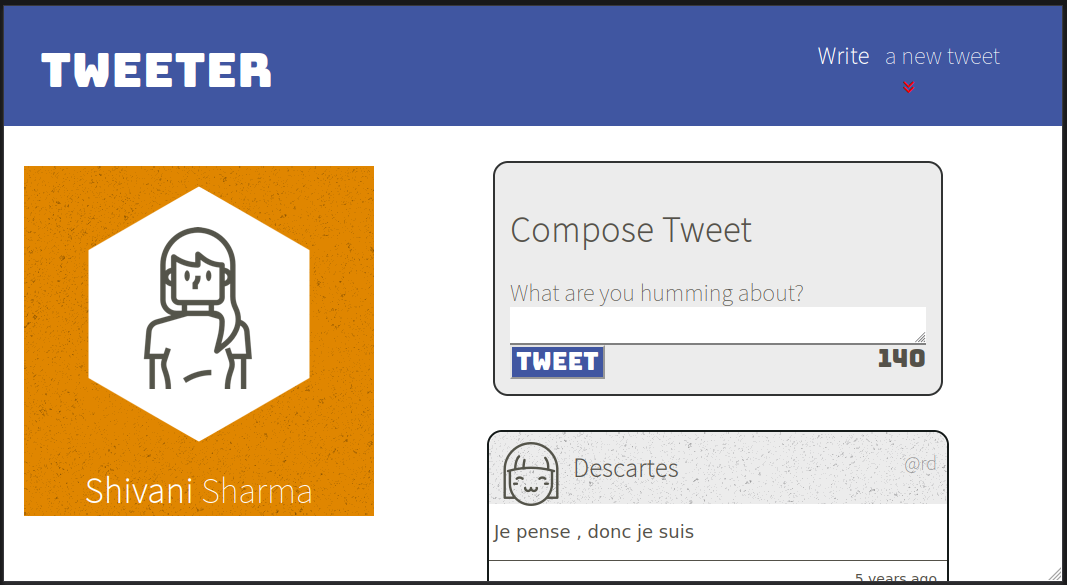 TWEETER
Write a new tweet
Shivani Sharma
Compose Tweet
What are you humming about?
TWEET
140
Descartes
@rd
Je pense , donc je suis
5 years ago